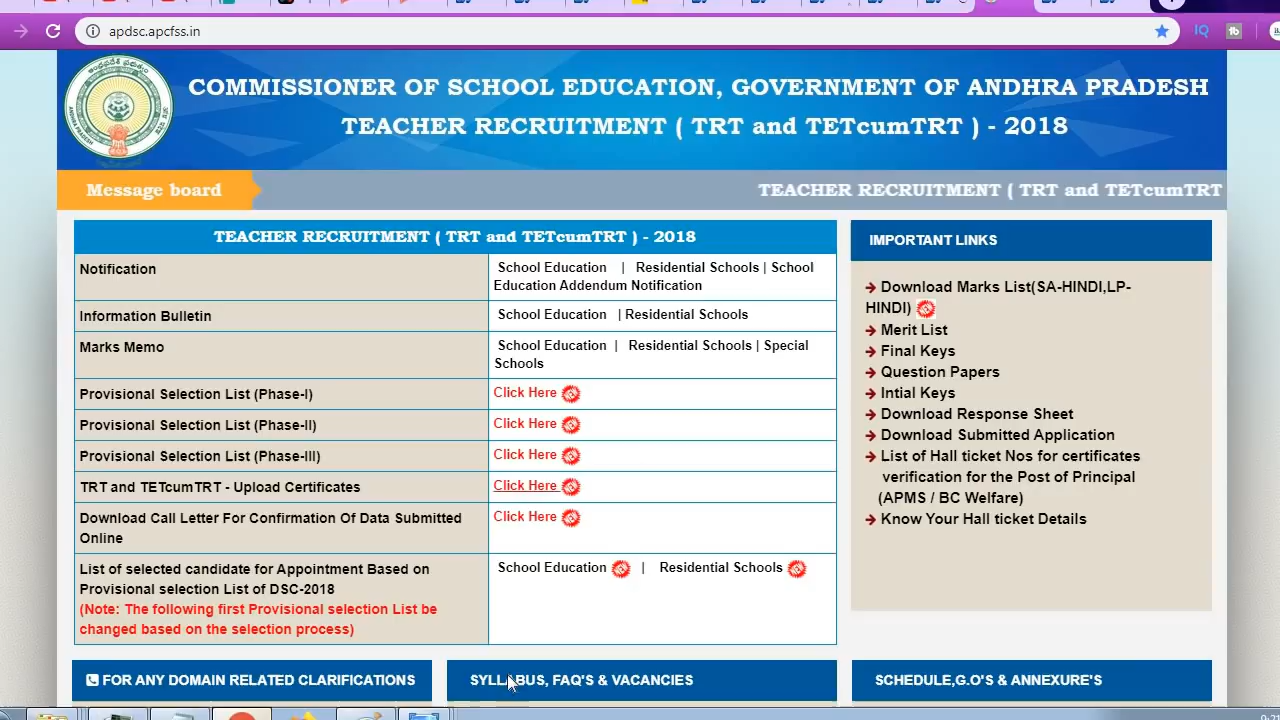 apdsc.apcfss.in
COMMISSIONER OF SCHOOL EDUCATION, GOVERNMENT OF ANDHRA PRADESH
TEACHER RECRUITMENT ( TRT and TETcumTRT ) - 2018
Message board
TEACHER RECRUITMENT ( TRT and TETcumTRT
TEACHER RECRUITMENT ( TRT and TETcumTRT ) - 2018
Notification
School Education | Residential Schools | School
Education Addendum Notification
Information Bulletin
School Education | Residential Schools
Marks Memo
School Education | Residential Schools | Special
Schools
Provisional Selection List (Phase-I)
Click Here
Provisional Selection List (Phase-II)
Click Here
Provisional Selection List (Phase-III)
Click Here
TRT and TETcumTRT - Upload Certificates
Click Here
Download Call Letter For Confirmation Of Data Submitted
Online
Click Here
List of selected candidate for Appointment Based on
Provisional selection List of DSC-2018
(Note: The following first Provisional selection List be
changed based on the selection process)
School Education | Residential Schools
IMPORTANT LINKS
Download Marks List(SA-HINDI,LP-
HINDI)
Merit List
Final Keys
Question Papers
Intial Keys
Download Response Sheet
Download Submitted Application
List of Hall ticket Nos for certificates
verification for the Post of Principal
(APMS / BC Welfare)
Know Your Hall ticket Details
FOR ANY DOMAIN RELATED CLARIFICATIONS
SYLLABUS, FAQ'S & VACANCIES
SCHEDULE,G.O'S & ANNEXURE'S